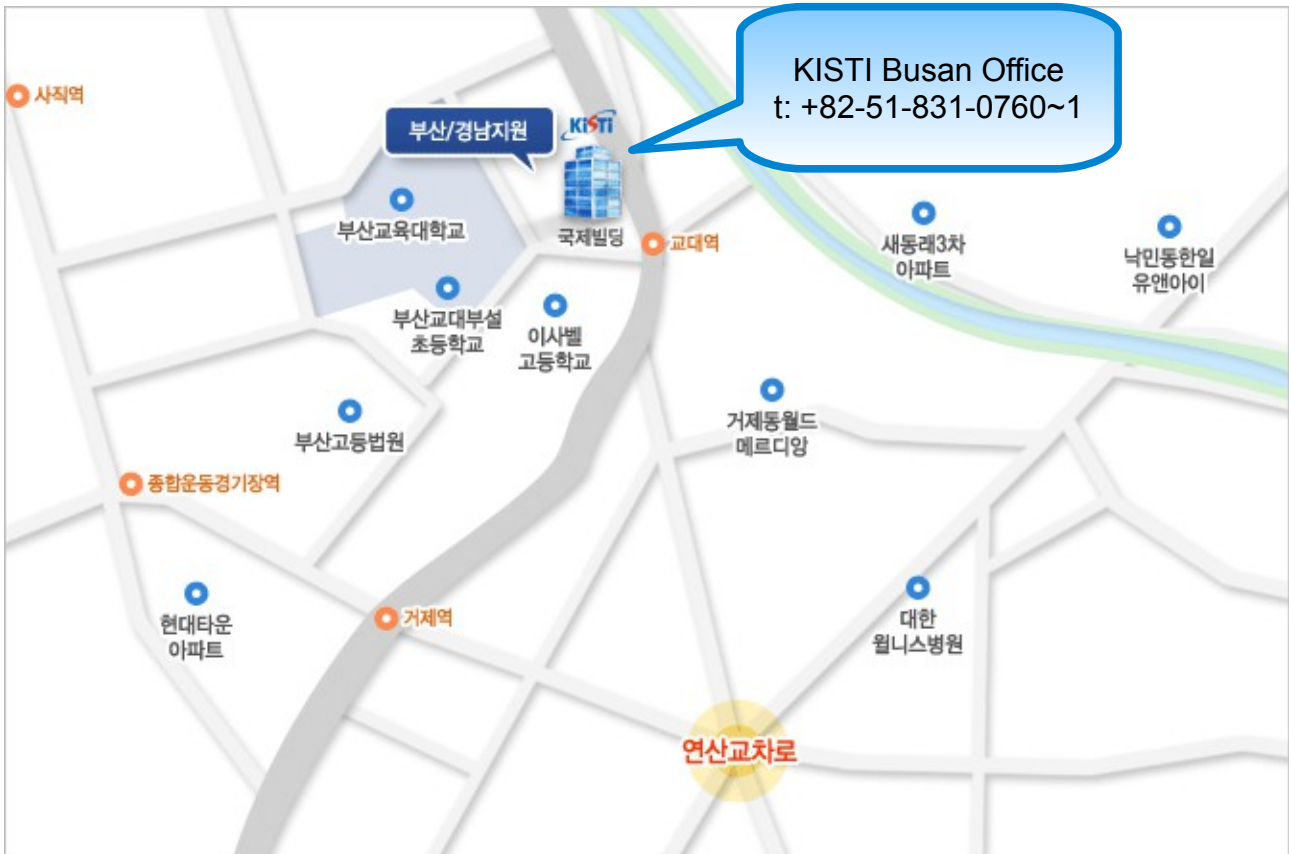 KISTI Busan Office
t: +82-51-831-0760~1
사직역
부산/경남지원
KiSTi
부산교육대학교
국제빌딩
교대역
새동래3차
아파트
낙민동한일
유앤아이
부산교대부설
초등학교
이사벨
고등학교
거제동월드
메르디앙
부산고등법원
종합운동경기장역
현대타운
아파트
거제역
대한
윌니스병원
연산교차로